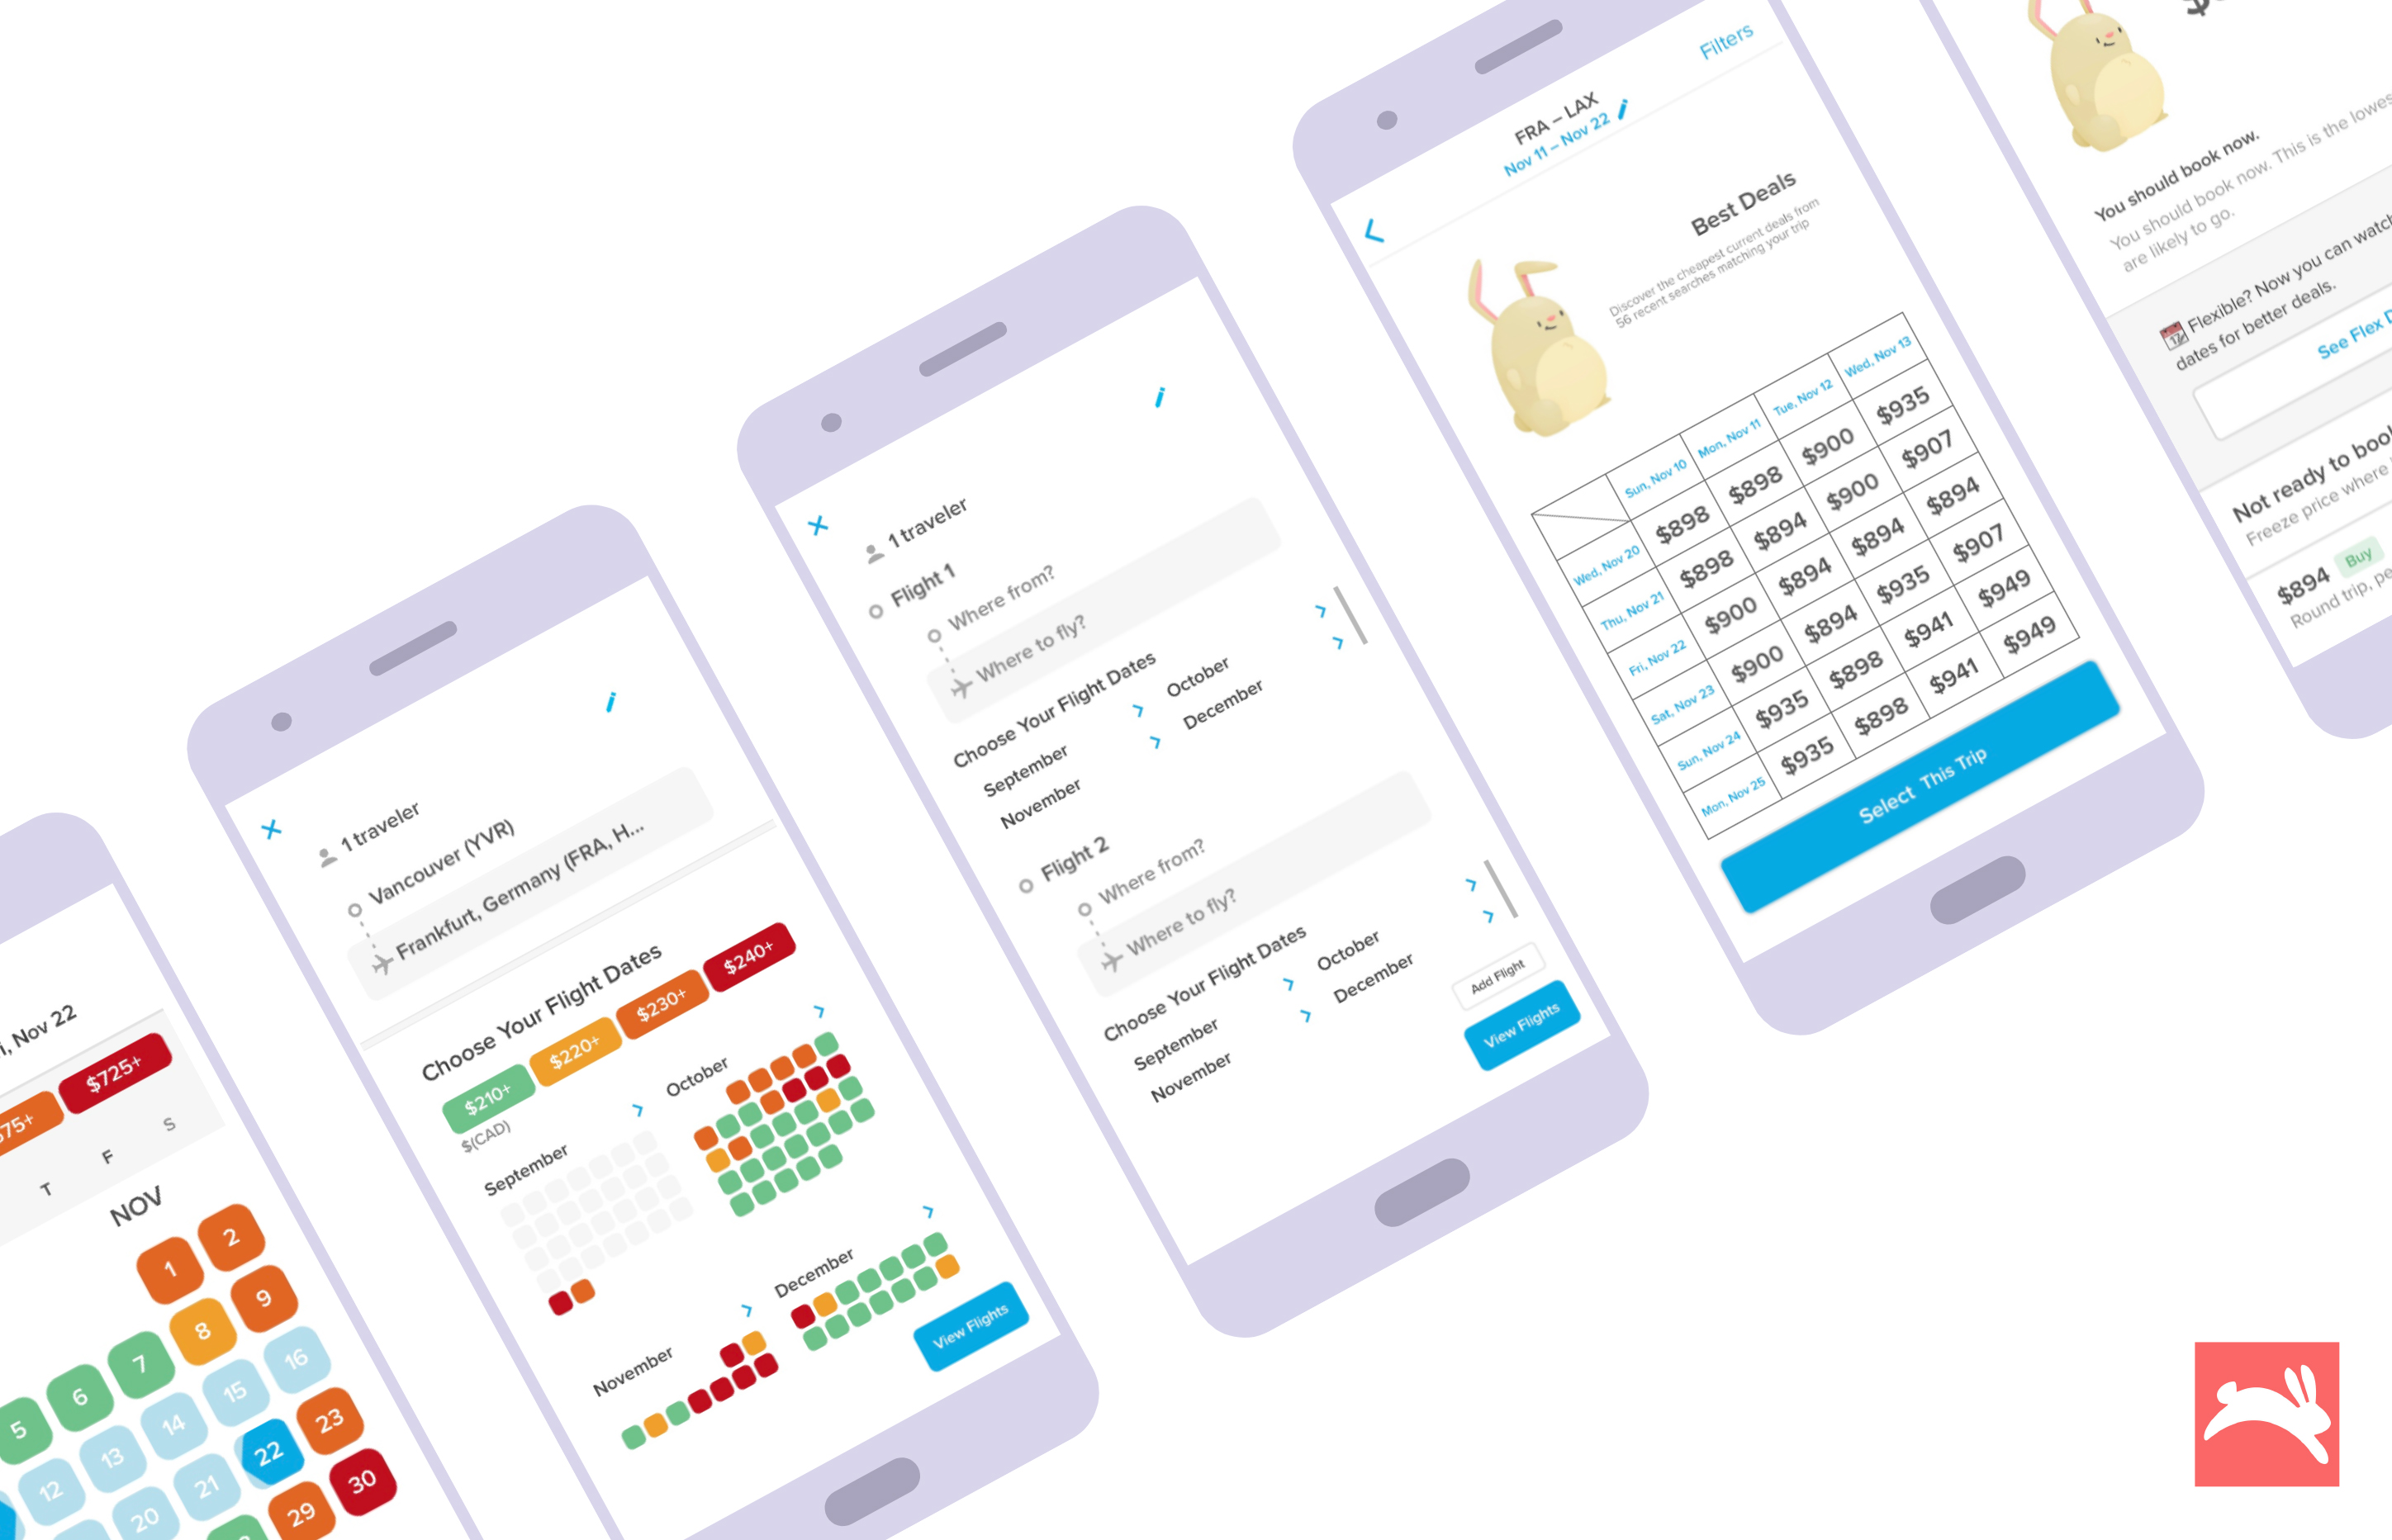 i, Nov 22
$725+
75+
T
F
S
NOV
1
2
5
6
7
8
9
12
13
14
15
16
20
21
22
23
29
30
1 traveler
Vancouver (YVR)
Frankfurt, Germany (FRA, H...
Choose Your Flight Dates
$210+
$220+
$230+
$240+
$(CAD)
September
October
November
December
View Flights
1 traveler
Flight 1
Where from?
Where to fly?
Choose Your Flight Dates
September
October
November
December
Flight 2
Where from?
Where to fly?
Choose Your Flight Dates
September
October
November
December
Add Flight
View Flights
Filters
FRA – LAX
Nov 11 – Nov 22
Best Deals
Discover the cheapest current deals from
56 recent searches matching your trip
Sun, Nov 10 Mon, Nov 11 Tue, Nov 12 Wed, Nov 13
Wed, Nov 20 $898 $898 $900 $935
Thu, Nov 21 $898 $894 $900 $907
Fri, Nov 22 $900 $894 $894 $894
Sat, Nov 23 $900 $894 $935 $907
Sun, Nov 24 $935 $898 $941 $949
Mon, Nov 25 $935 $898 $941 $949
Select This Trip
You should book now.
You should book now. This is the lowes
are likely to go.
Flexible? Now you can watch
dates for better deals.
See Flex D
Not ready to book
Freeze price where
$894 Buy
Round trip, pe